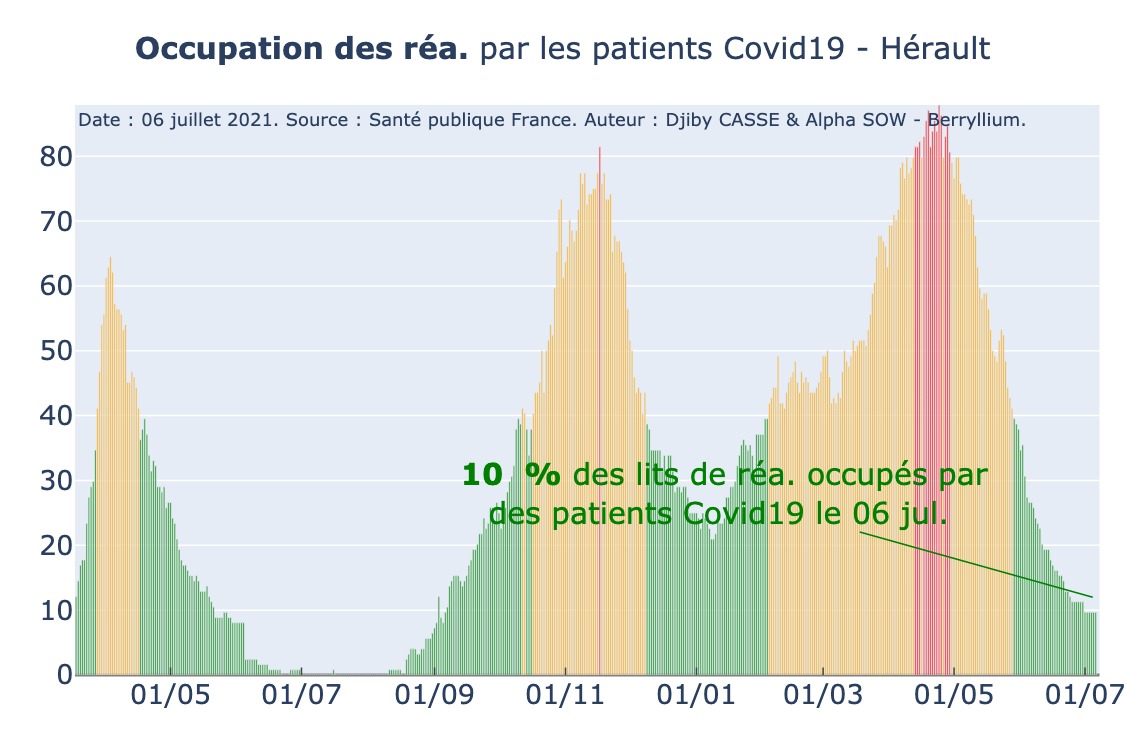 Occupation des réa. par les patients Covid19 - Hérault
Date : 06 juillet 2021. Source : Santé publique France. Auteur : Djiby CASSE & Alpha SOW - Berryllium.
80
70
60
50
40
30
20
10
0
10 % des lits de réa. occupés par
des patients Covid19 le 06 jul.
01/05 01/07 01/09 01/11 01/01 01/03 01/05 01/07